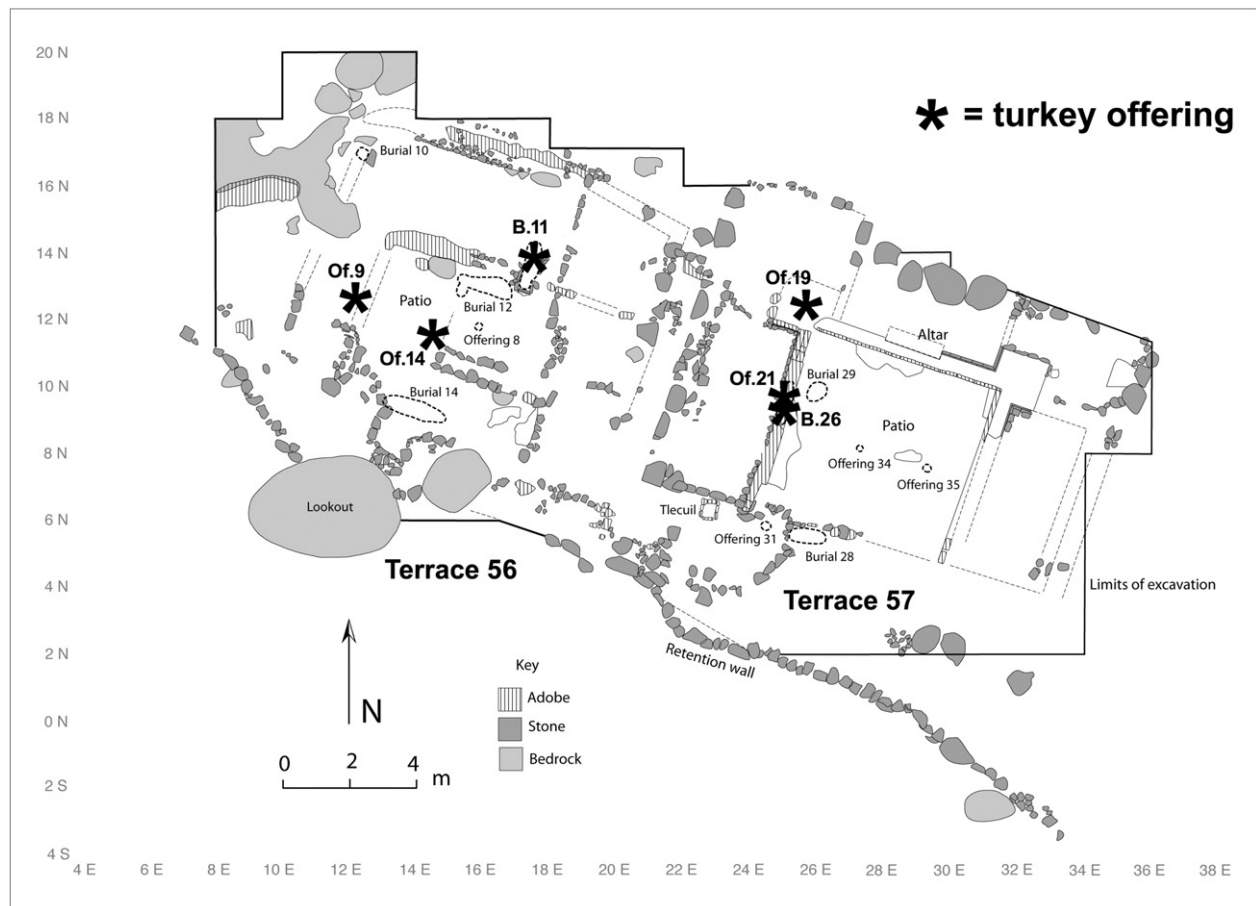 20 N
18 N
16 N
14 N
12 N
10 N
8 N
6 N
4 N
2 N
0 N
2 S
4 S
4 E 6 E 8 E 10 E 12 E 14 E 16 E 18 E 20 E 22 E 24 E 26 E 28 E 30 E 32 E 34 E 36 E 38 E
* = turkey offering
Burial 10
B.11
Of.9
Patio
Burial 12
Offering 8
Of.14
Burial 14
Lookout
Terrace 56
Of.19
Altar
Of.21
Burial 29
B.26
Patio
Offering 34
Offering 35
Tlecuil
Offering 31
Burial 28
Terrace 57
Limits of excavation
Retention wall
N
0 2 4
m
Key
Adobe
Stone
Bedrock